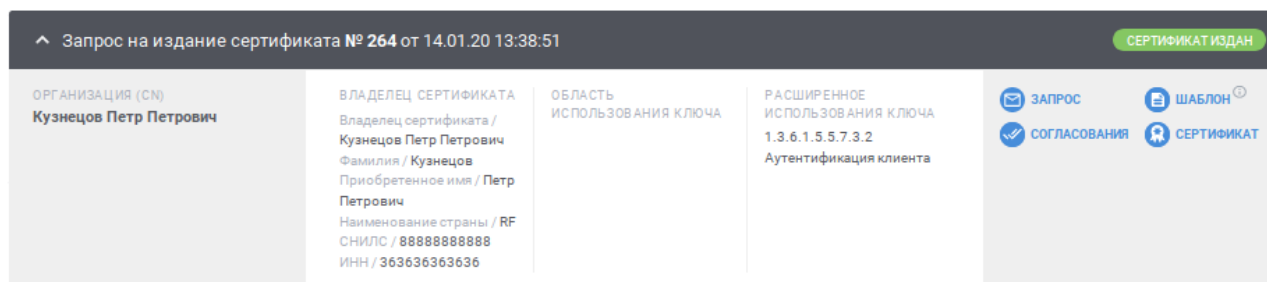 Запрос на издание сертификата № 264 от 14.01.20 13:38:51
СЕРТИФИКАТ ИЗДАН
ОРГАНИЗАЦИЯ (CN)
Кузнецов Петр Петрович
ВЛАДЕЛЕЦ СЕРТИФИКАТА
Владелец сертификата /
Кузнецов Петр Петрович
Фамилия / Кузнецов
Приобретенное имя / Петр
Петрович
Наименование страны / RF
СНИЛС / 88888888888
ИНН / 363636363636
ОБЛАСТЬ
ИСПОЛЬЗОВАНИЯ КЛЮЧА
РАСШИРЕННОЕ
ИСПОЛЬЗОВАНИЯ КЛЮЧА
1.3.6.1.5.5.7.3.2
Аутентификация клиента
ЗАПРОС
ШАБЛОН
СОГЛАСОВАНИЯ
СЕРТИФИКАТ